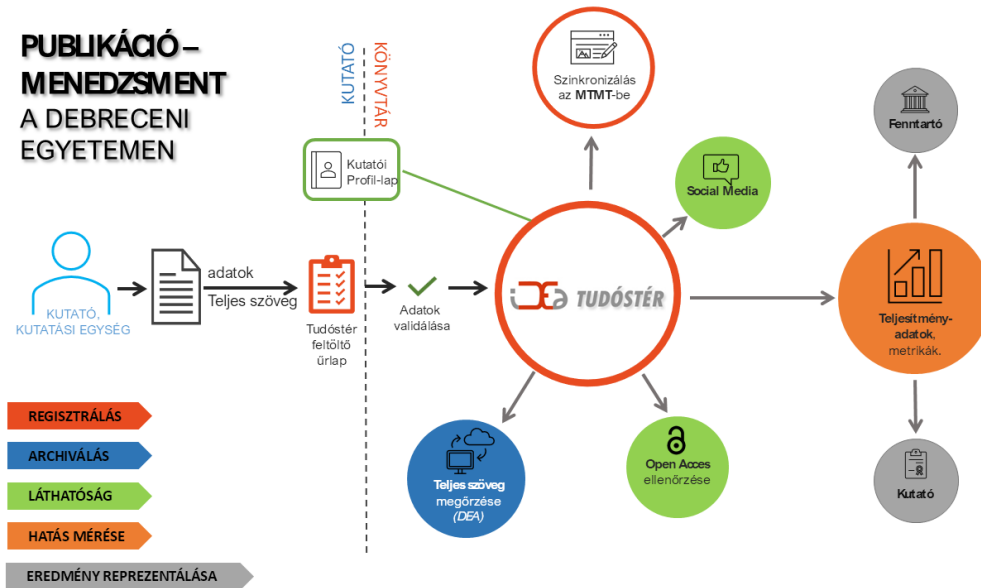 PUBLIKÁCIÓ –
MENEDZSMENT
A DEBRECENI
EGYETEMEN
KUTATÓ
KÖNYVTÁR
Szinkronizálás
az MTMT-be
Fenntartó
Kutatói
Profil-lap
Social Media
adatok
Teljes szöveg
KUTATÓ,
KUTATÁSI EGYSÉG
Tudóstér
feltöltő
űrlap
Adatok
validálása
iDEa TUDÓSTÉR
Teljesítmény-
adatok,
metrikák.
REGISZTRÁLÁS
ARCHIVÁLÁS
LÁTHATÓSÁG
HATÁS MÉRÉSE
EREDMÉNY REPREZENTÁLÁSA
Teljes szöveg
megőrzése
(DEA)
Open Acces
ellenőrzése
Kutató